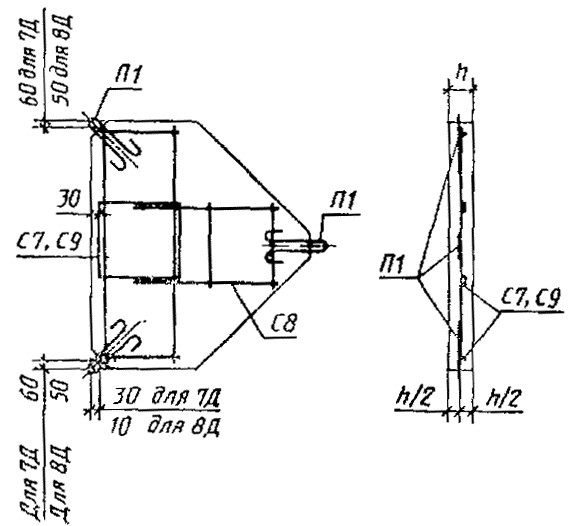 60 для 7Д
50 для 8Д
П1
h
30
П1
С7, С9
П1
С7, С9
С8
60
50
30 для 7Д
10 для 8Д
h/2
h/2
Для 7Д
Для 8Д